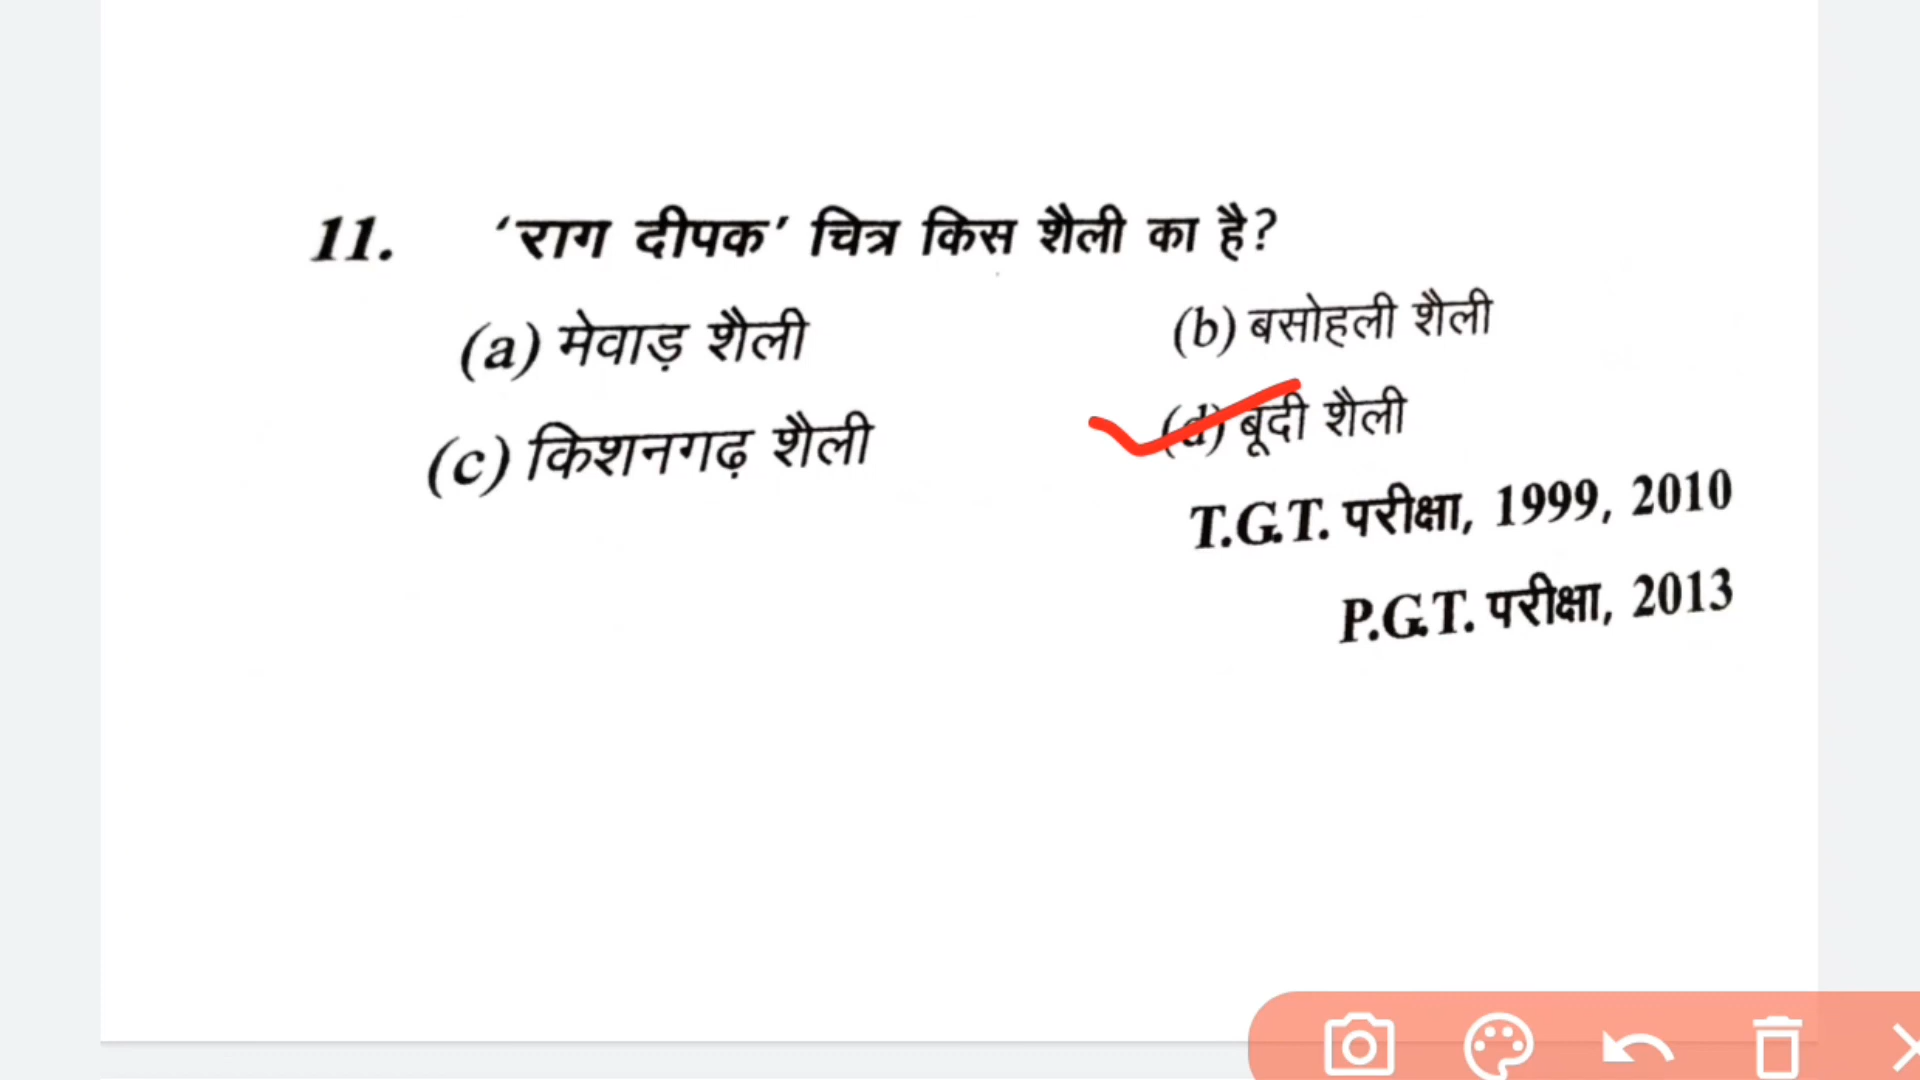 11. 'राग दीपक' चित्र किस शैली का है?
(a) मेवाड़ शैली (b) बसोहली शैली
(c) किशनगढ़ शैली (d) बूदी शैली
T.G.T. परीक्षा, 1999, 2010
P.G.T. परीक्षा, 2013